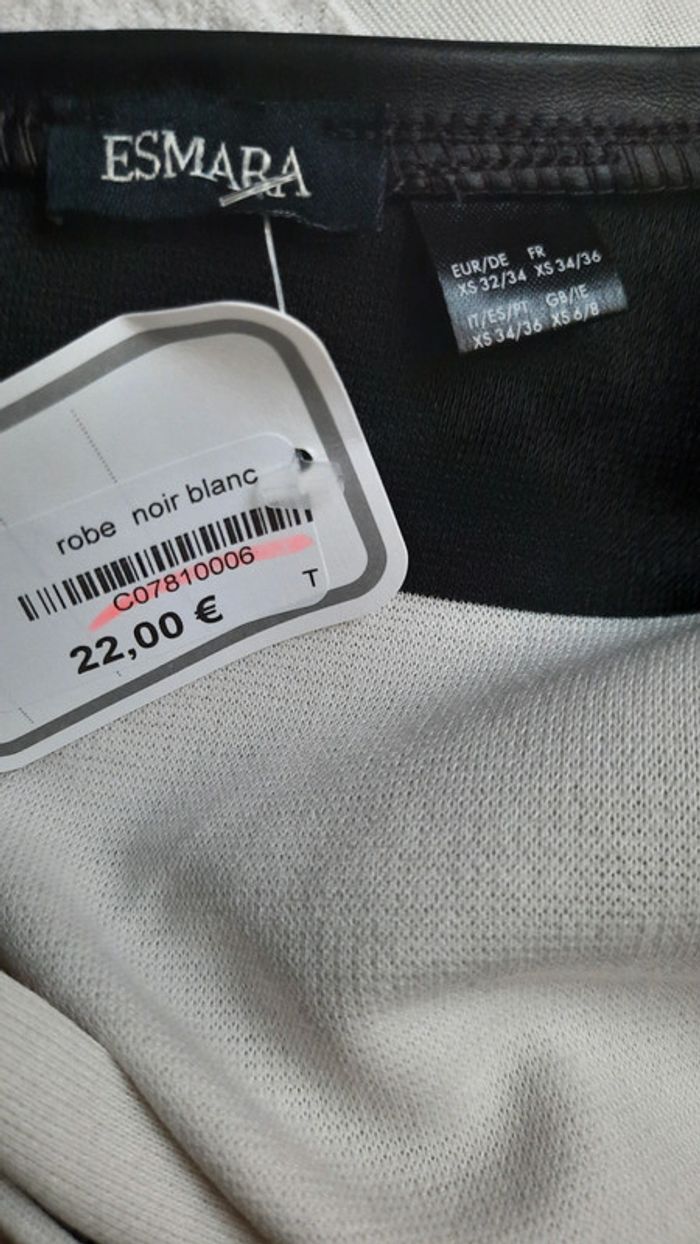 ESMARA
EUR/DE FR
XS 32/34 XS 34/36
IT/ES/PT GB/IE
XS 34/36 XS 6/8
robe noir blanc
C07810006
T
22,00 €